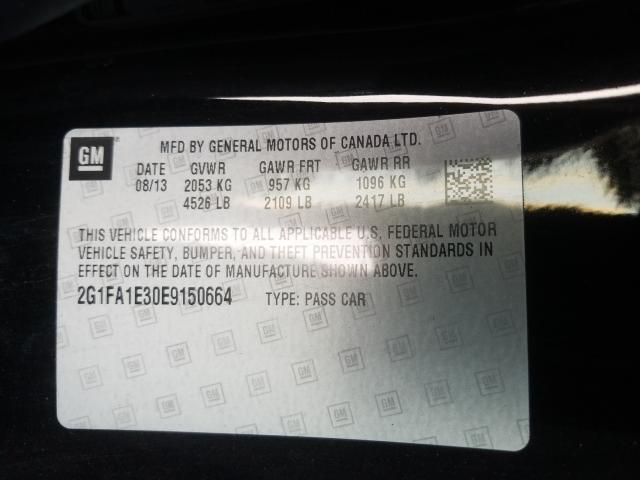 GM
MFD BY GENERAL MOTORS OF CANADA LTD.
DATE GVWR GAWR FRT GAWR RR
08/13 2053 KG 957 KG 1096 KG
4526 LB 2109 LB 2417 LB
THIS VEHICLE CONFORMS TO ALL APPLICABLE U.S. FEDERAL MOTOR
VEHICLE SAFETY, BUMPER, AND THEFT PREVENTION STANDARDS IN
EFFECT ON THE DATE OF MANUFACTURE SHOWN ABOVE.
2G1FA1E30E9150664 TYPE: PASS CAR